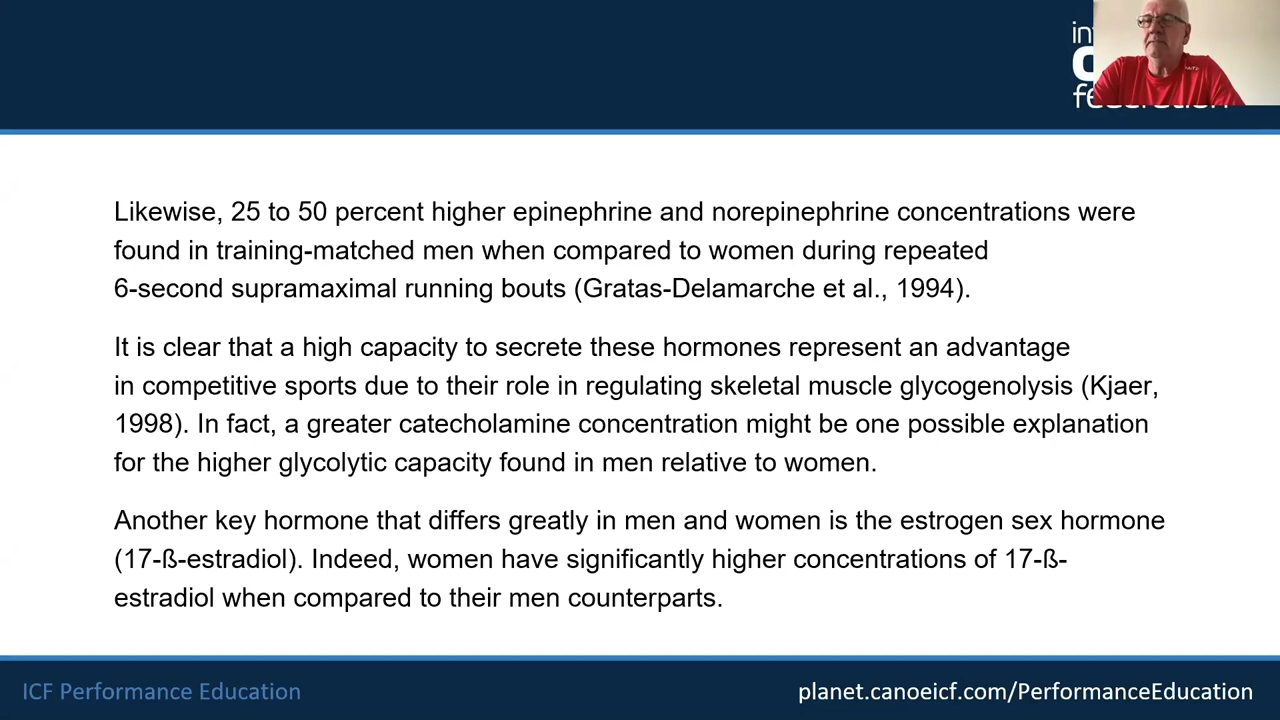 Likewise, 25 to 50 percent higher epinephrine and norepinephrine concentrations were
found in training-matched men when compared to women during repeated
6-second supramaximal running bouts (Gratas-Delamarche et al., 1994).
It is clear that a high capacity to secrete these hormones represent an advantage
in competitive sports due to their role in regulating skeletal muscle glycogenolysis (Kjaer,
1998). In fact, a greater catecholamine concentration might be one possible explanation
for the higher glycolytic capacity found in men relative to women.
Another key hormone that differs greatly in men and women is the estrogen sex hormone
(17-ß-estradiol). Indeed, women have significantly higher concentrations of 17-ß-
estradiol when compared to their men counterparts.
ICF Performance Education
planet.canoeicf.com/PerformanceEducation